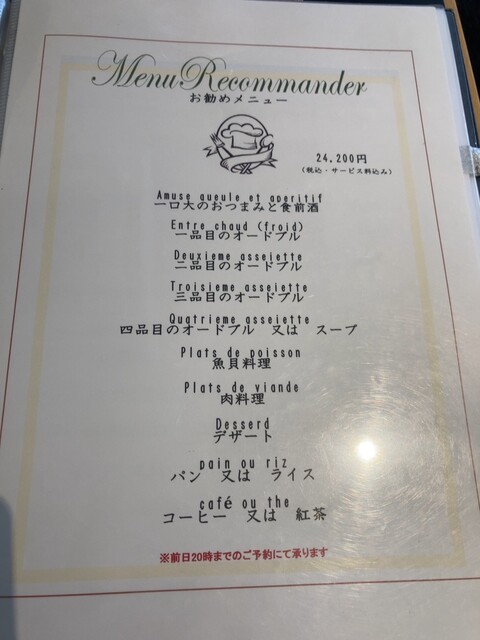 Menu Recommander
お勧めメニュー
24,200円
(税込・サービス料込み)
Amuse gueule et aperitif
一口大のおつまみと食前酒
Entre chaud (froid)
一品目のオードブル
Deuxieme asseiette
二品目のオードブル
Troisieme asseiette
三品目のオードブル
Quatrieme asseiette
四品目のオードブル 又は スープ
Plats de poisson
魚貝料理
Plats de viande
肉料理
Desserd
デザート
pain ou riz
パン 又は ライス
café ou the
コーヒー 又は 紅茶
※前日20時までのご予約にて承ります